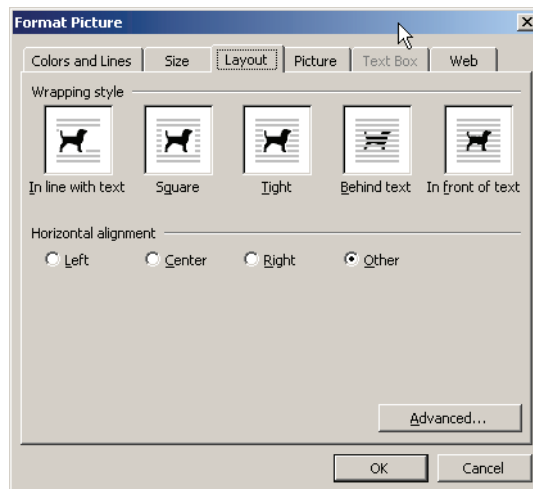 Format Picture
Colors and Lines Size Layout Picture Text Box Web
Wrapping style
In line with text Square Tight Behind text In front of text
Horizontal alignment
Left Center Right Other
Advanced...
OK Cancel